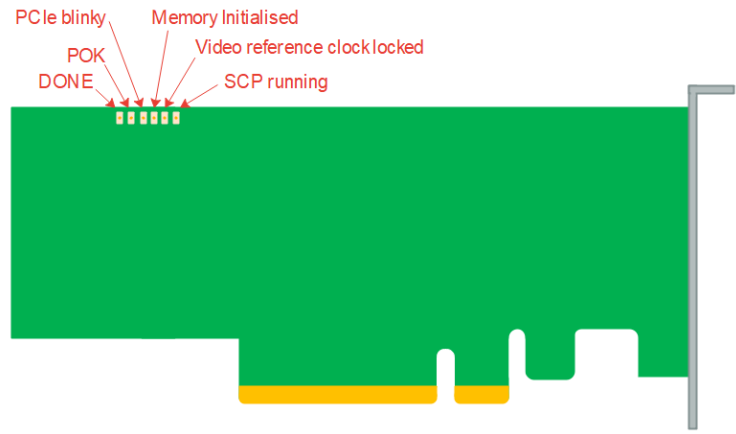 PCIe blinky
Memory Initialised
Video reference clock locked
POK
DONE
SCP running